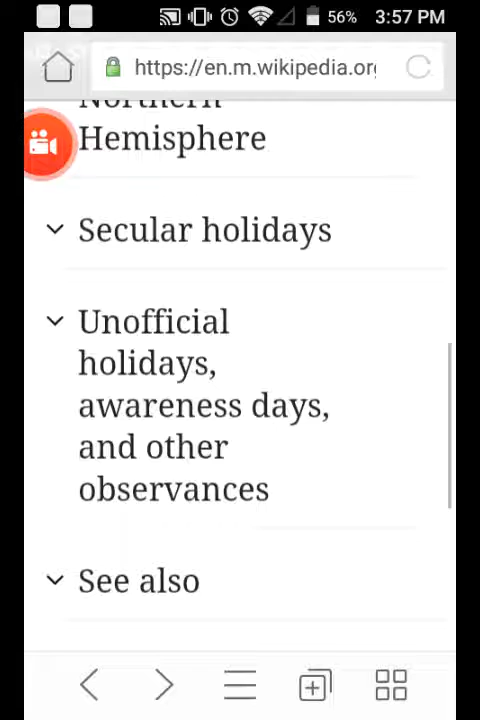 56% 3:57 PM
https://en.m.wikipedia.or
Northern
Hemisphere
Secular holidays
Unofficial
holidays,
awareness days,
and other
observances
See also